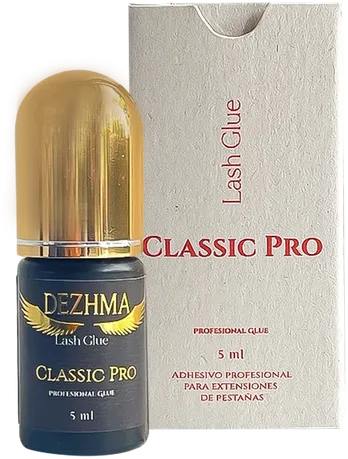 DEZHMA
Lash Glue
CLASSIC PRO
PROFESIONAL GLUE
5 ml
Lash Glue
CLASSIC PRO
PROFESIONAL GLUE
5 ml
ADHESIVO PROFESIONAL
PARA EXTENSIONES
DE PESTAÑAS